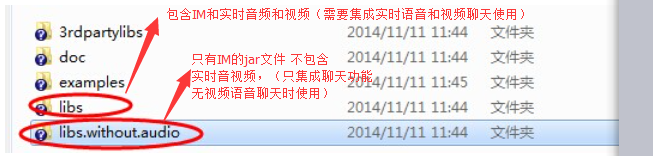 包含IM和实时音频和视频（需要集成实时语音和视频聊天使用）
3rdpartylibs 2014/11/11 11:44 文件夹
doc 2014/11/11 11:44 文件夹
只有IM的jar文件 不包含
examples 2014/11/11 11:45 文件夹
实时音视频，（只集成聊天功能
无视频语音聊天时使用）
libs 2014/11/11 11:44 文件夹
libs.without.audio 2014/11/11 11:44 文件夹